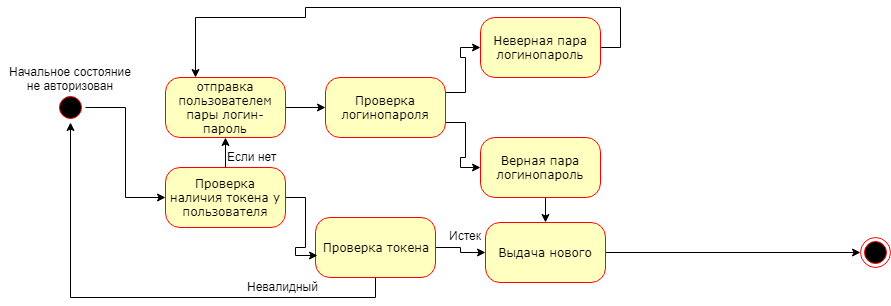 Начальное состояние
не авторизован
отправка
пользователем
пары логин-
пароль
Проверка
логинопароля
Неверная пара
логинопароль
Верная пара
логинопароль
Если нет
Проверка
наличия токена у
пользователя
Проверка токена
Истек
Выдача нового
Невалидный